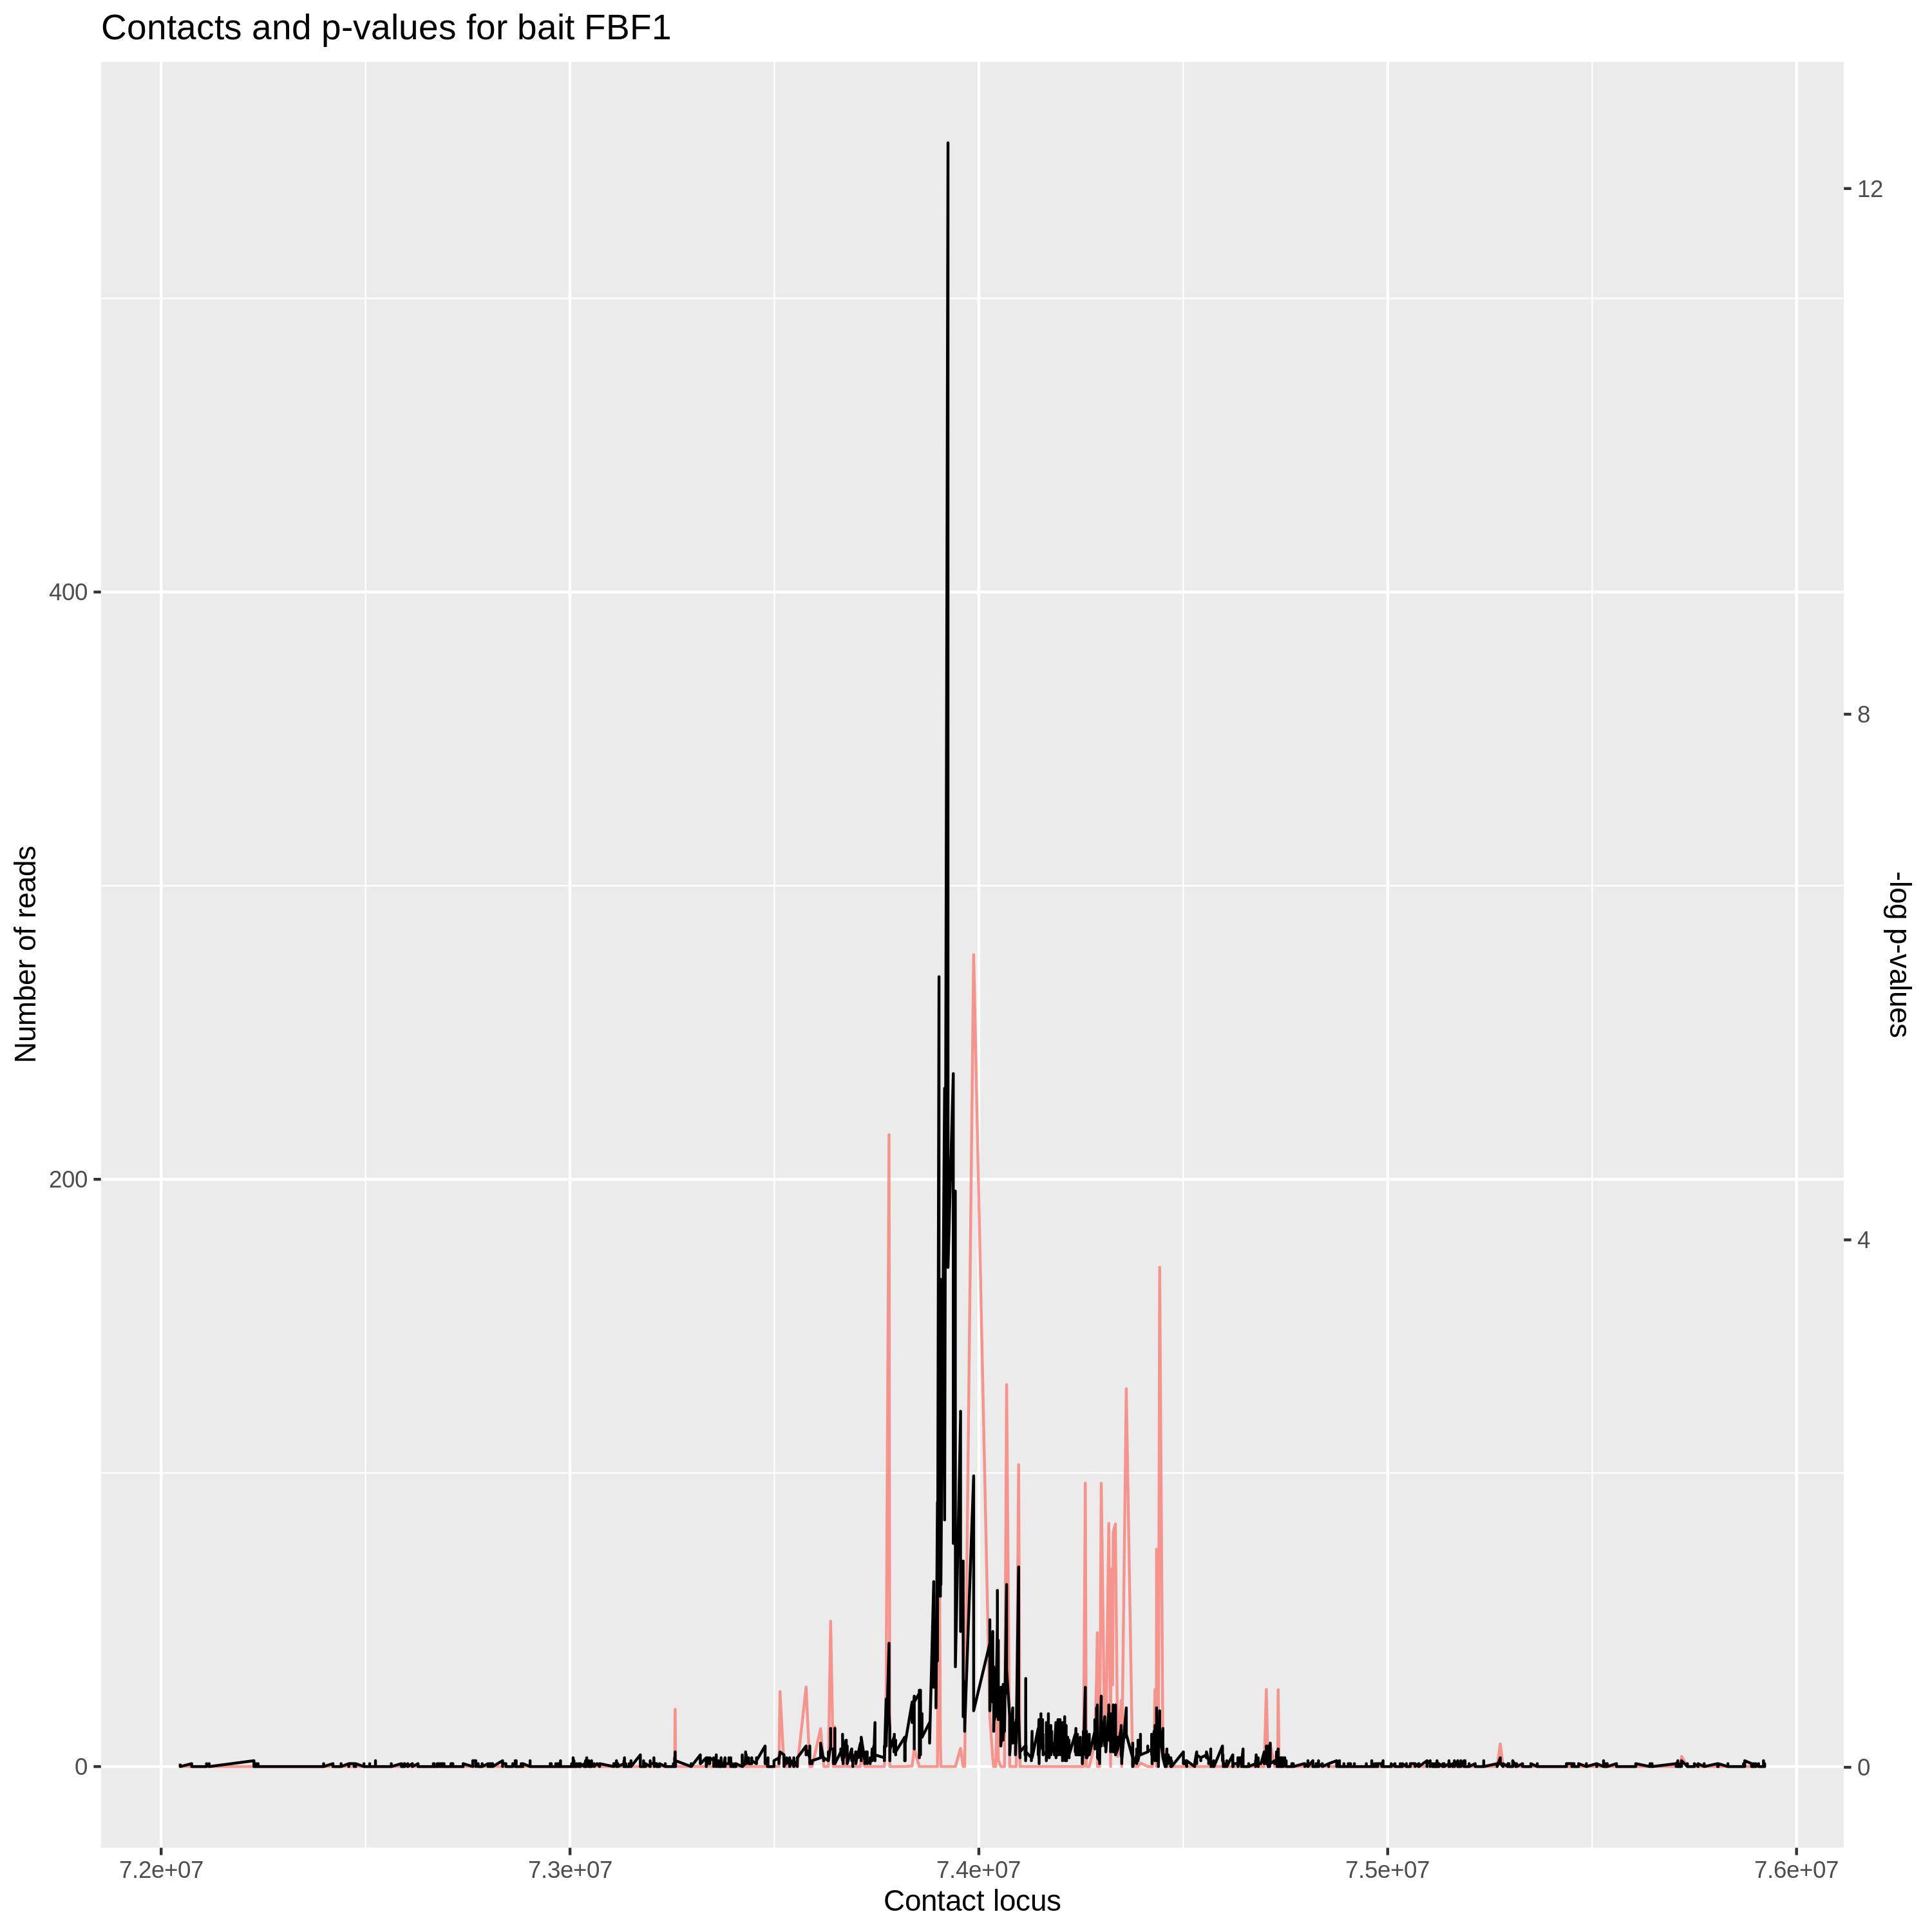 Contacts and p-values for bait FBF1
Number of reads
400
200
0
12
8
4
0
-log p-values
7.2e+07
7.3e+07
7.4e+07
7.5e+07
7.6e+07
Contact locus